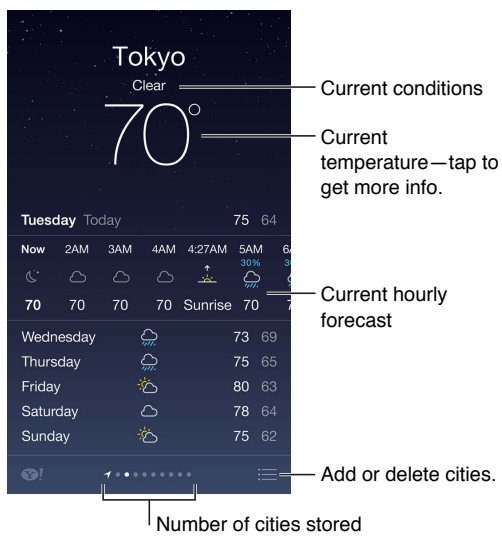 Tokyo
Clear
70°
Tuesday Today 75 64
Now 2AM 3AM 4AM 4:27AM 5AM
30%
70 70 70 70 Sunrise 70
Wednesday 73 69
Thursday 75 65
Friday 80 63
Saturday 78 64
Sunday 75 62
Y!
Current conditions
Current
temperature—tap to
get more info.
Current hourly
forecast
Add or delete cities.
Number of cities stored